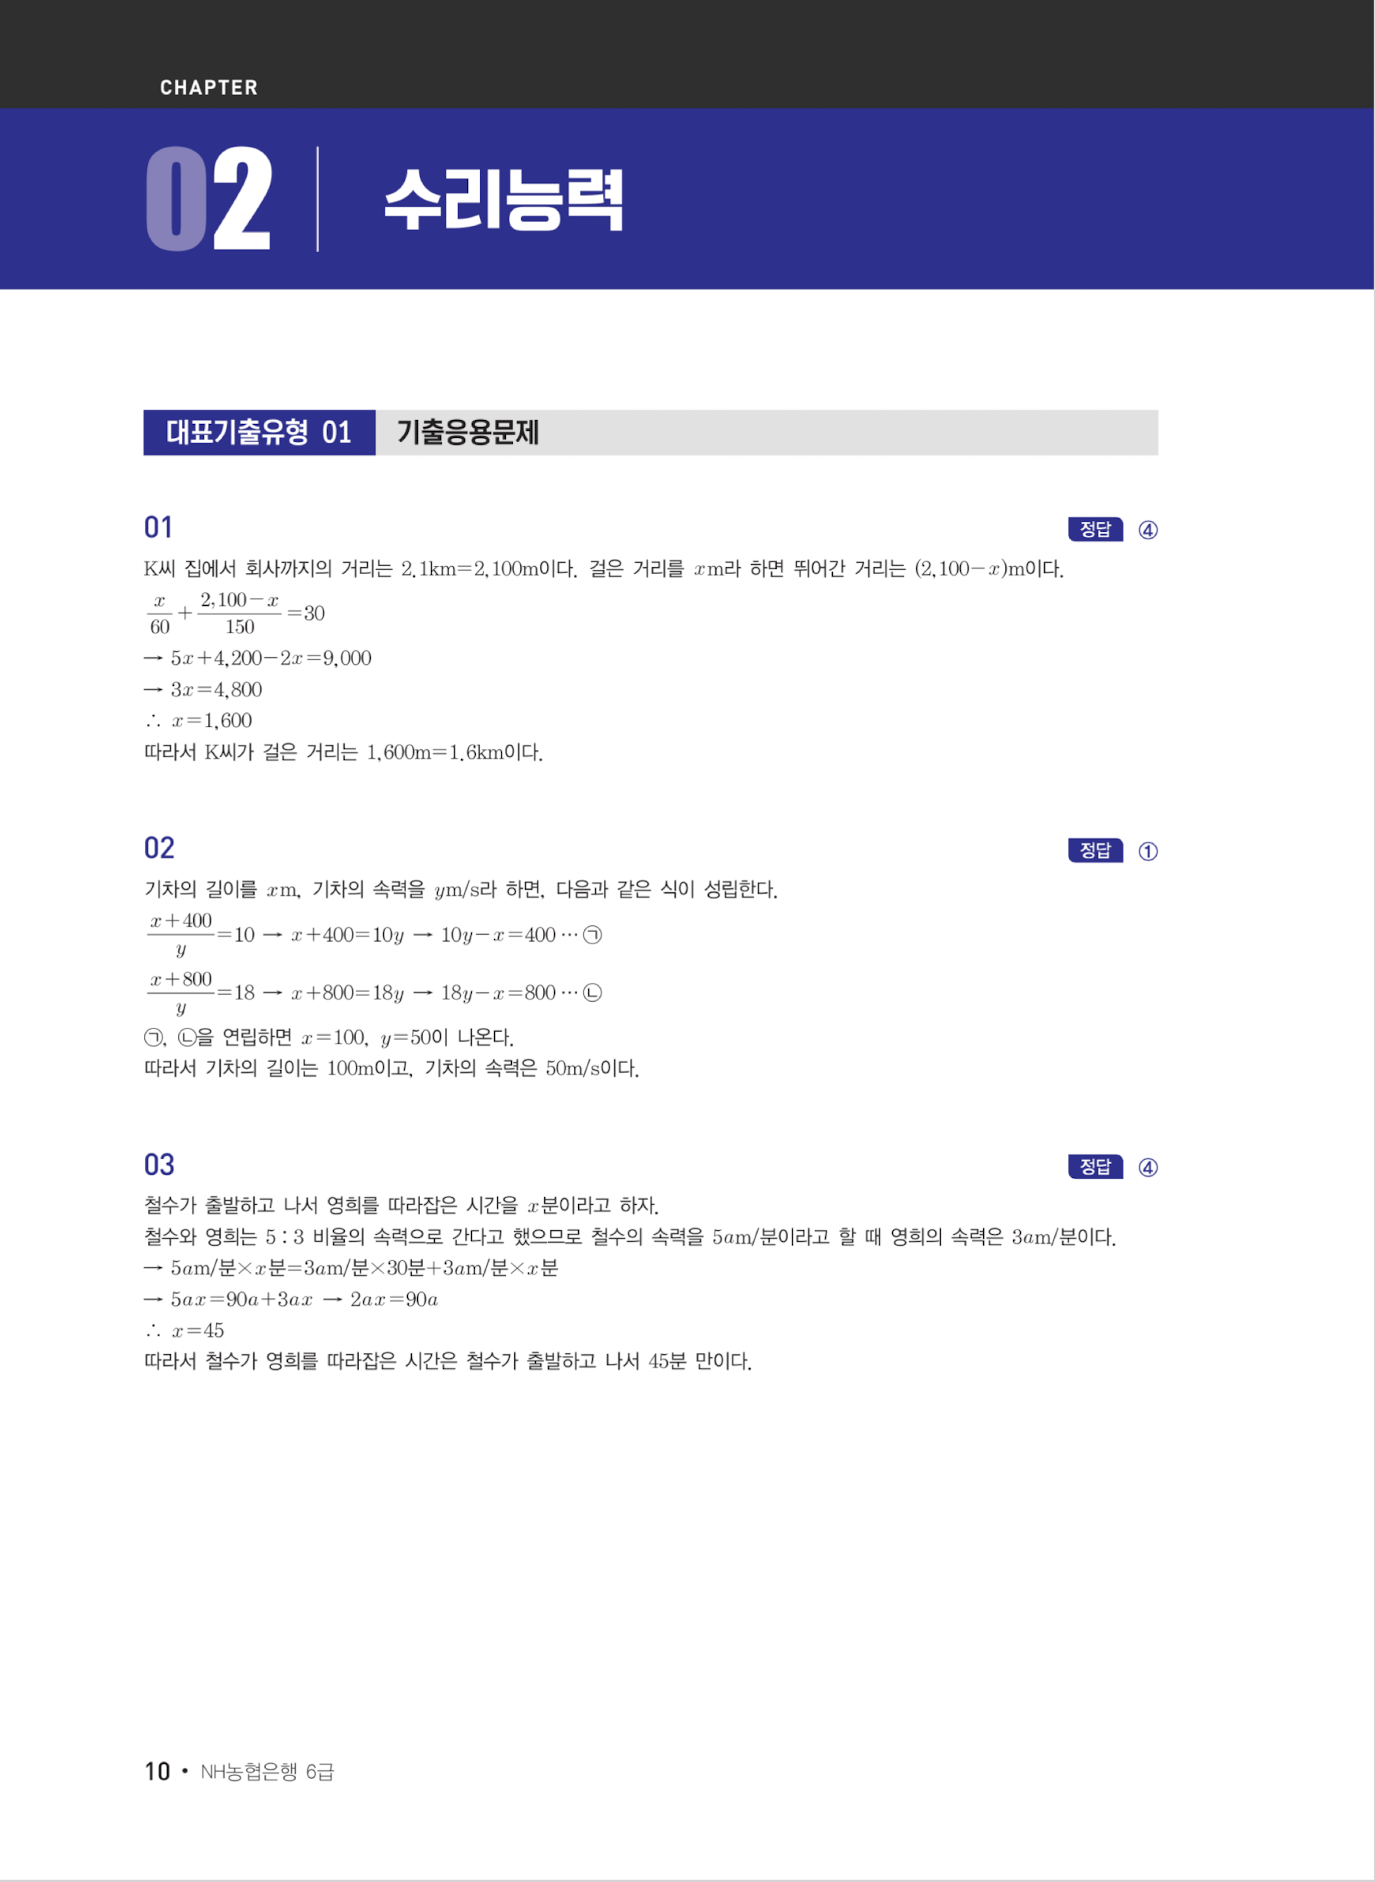 CHAPTER
02 수리능력
대표기출유형 01 기출응용문제
01 정답 ④
K씨 집에서 회사까지의 거리는 2.1km=2,100m이다. 걸은 거리를 xm라 하면 뛰어간 거리는 (2,100-x)m이다.
x/60 + (2,100-x)/150 =30
→ 5x+4,200-2x=9,000
→ 3x=4,800
∴ x=1,600
따라서 K씨가 걸은 거리는 1,600m=1.6km이다.
02 정답 ①
기차의 길이를 xm, 기차의 속력을 ym/s라 하면, 다음과 같은 식이 성립한다.
(x+400)/y=10 → x+400=10y → 10y-x=400 … ㉠
(x+800)/y=18 → x+800=18y → 18y-x=800 … ㉡
㉠, ㉡을 연립하면 x=100, y=50이 나온다.
따라서 기차의 길이는 100m이고, 기차의 속력은 50m/s이다.
03 정답 ④
철수가 출발하고 나서 영희를 따라잡은 시간을 x분이라고 하자.
철수와 영희는 5:3 비율의 속력으로 간다고 했으므로 철수의 속력을 5am/분이라고 할 때 영희의 속력은 3am/분이다.
→ 5am/분×x분=3am/분×30분+3am/분×x분
→ 5ax=90a+3ax → 2ax=90a
∴ x=45
따라서 철수가 영희를 따라잡은 시간은 철수가 출발하고 나서 45분 만이다.
10 • NH농협은행 6급